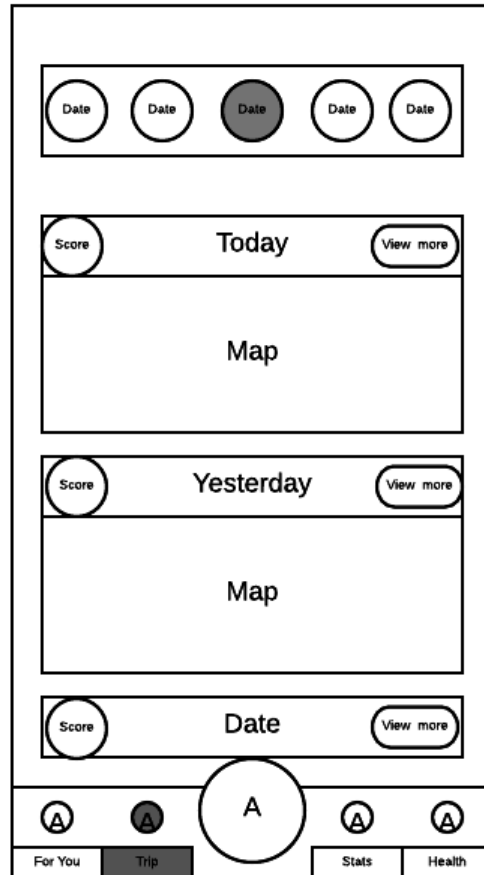 Date Date Date Date Date
Score Today View more
Map
Score Yesterday View more
Map
Score Date View more
A A A A A
For You Trip Stats Health